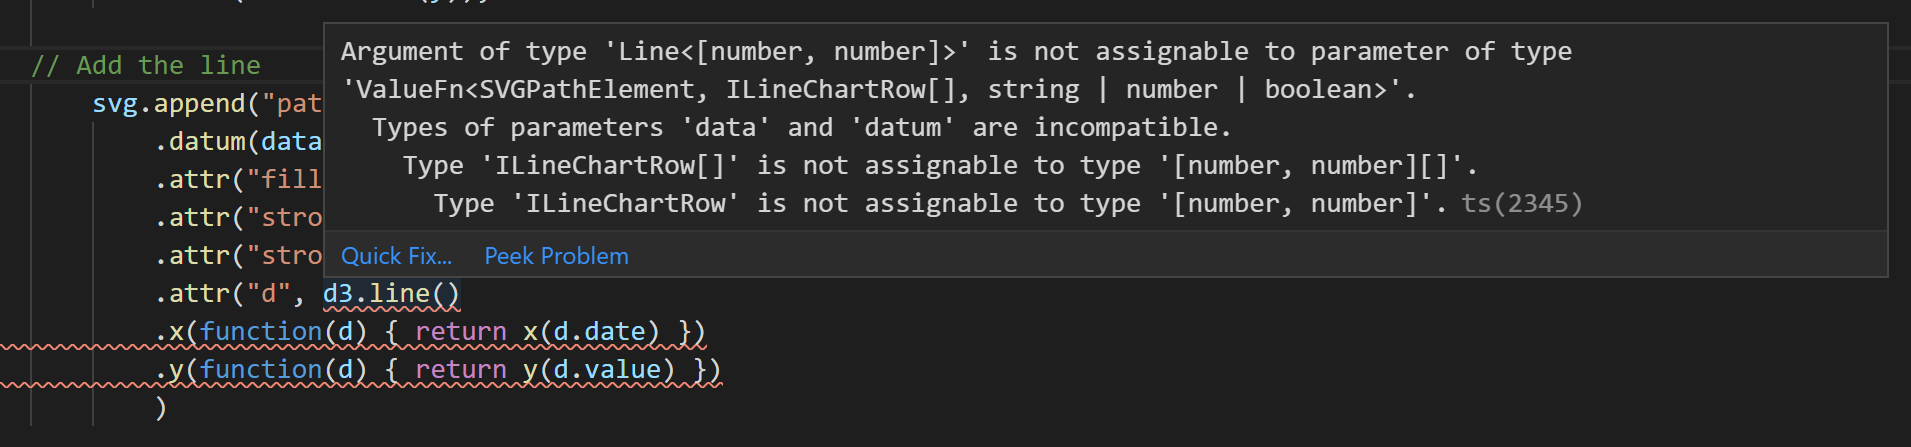 // Add the line
Argument of type 'Line<[number, number]>' is not assignable to parameter of type
'ValueFn<SVGPathElement, ILineChartRow[], string | number | boolean>'.
Types of parameters 'data' and 'datum' are incompatible.
Type 'ILineChartRow[]' is not assignable to type '[number, number][]'.
Type 'ILineChartRow' is not assignable to type '[number, number]'. ts(2345)
Quick Fix... Peek Problem
svg.append("pat
.datum(data
.attr("fill
.attr("stro
.attr("stro
.attr("d", d3.line()
.x(function(d) { return x(d.date) })
.y(function(d) { return y(d.value) })
)